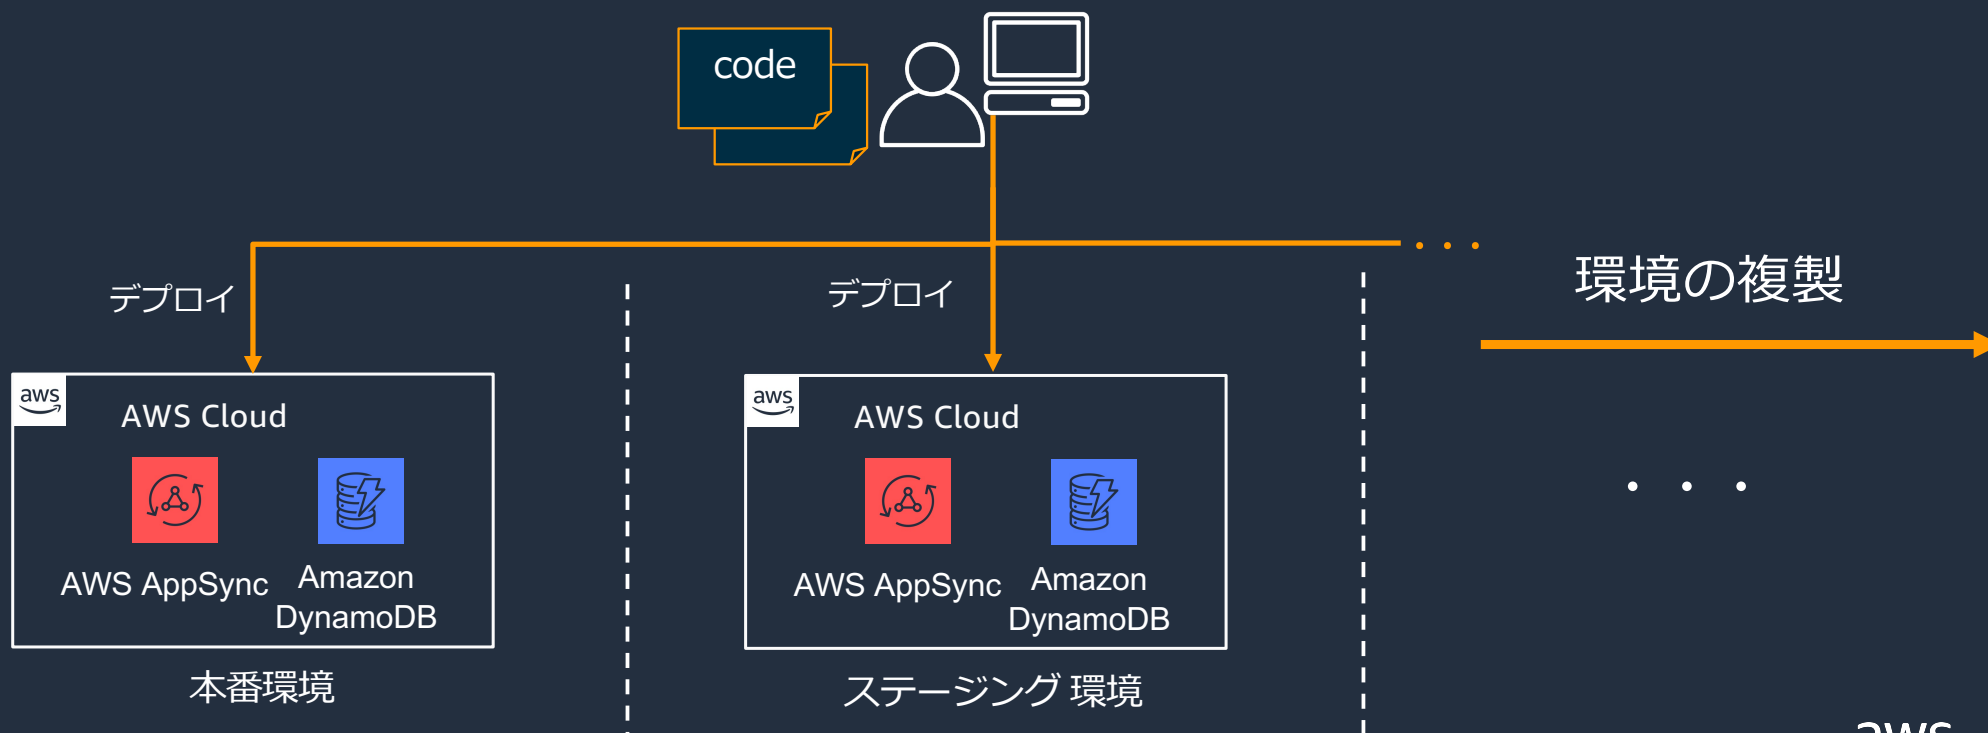 code
環境の複製
デプロイ
デプロイ
aws
AWS Cloud
AWS AppSync
Amazon
DynamoDB
本番環境
aws
AWS Cloud
AWS AppSync
Amazon
DynamoDB
ステージング 環境
aws